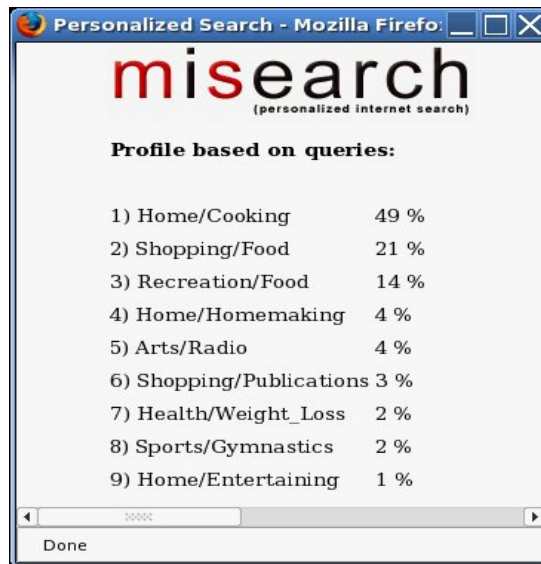 Personalized Search - Mozilla Firefo
misearch
(personalized internet search)
Profile based on queries:
1) Home/Cooking 49 %
2) Shopping/Food 21 %
3) Recreation/Food 14 %
4) Home/Homemaking 4 %
5) Arts/Radio 4 %
6) Shopping/Publications 3 %
7) Health/Weight_Loss 2 %
8) Sports/Gymnastics 2 %
9) Home/Entertaining 1 %
Done